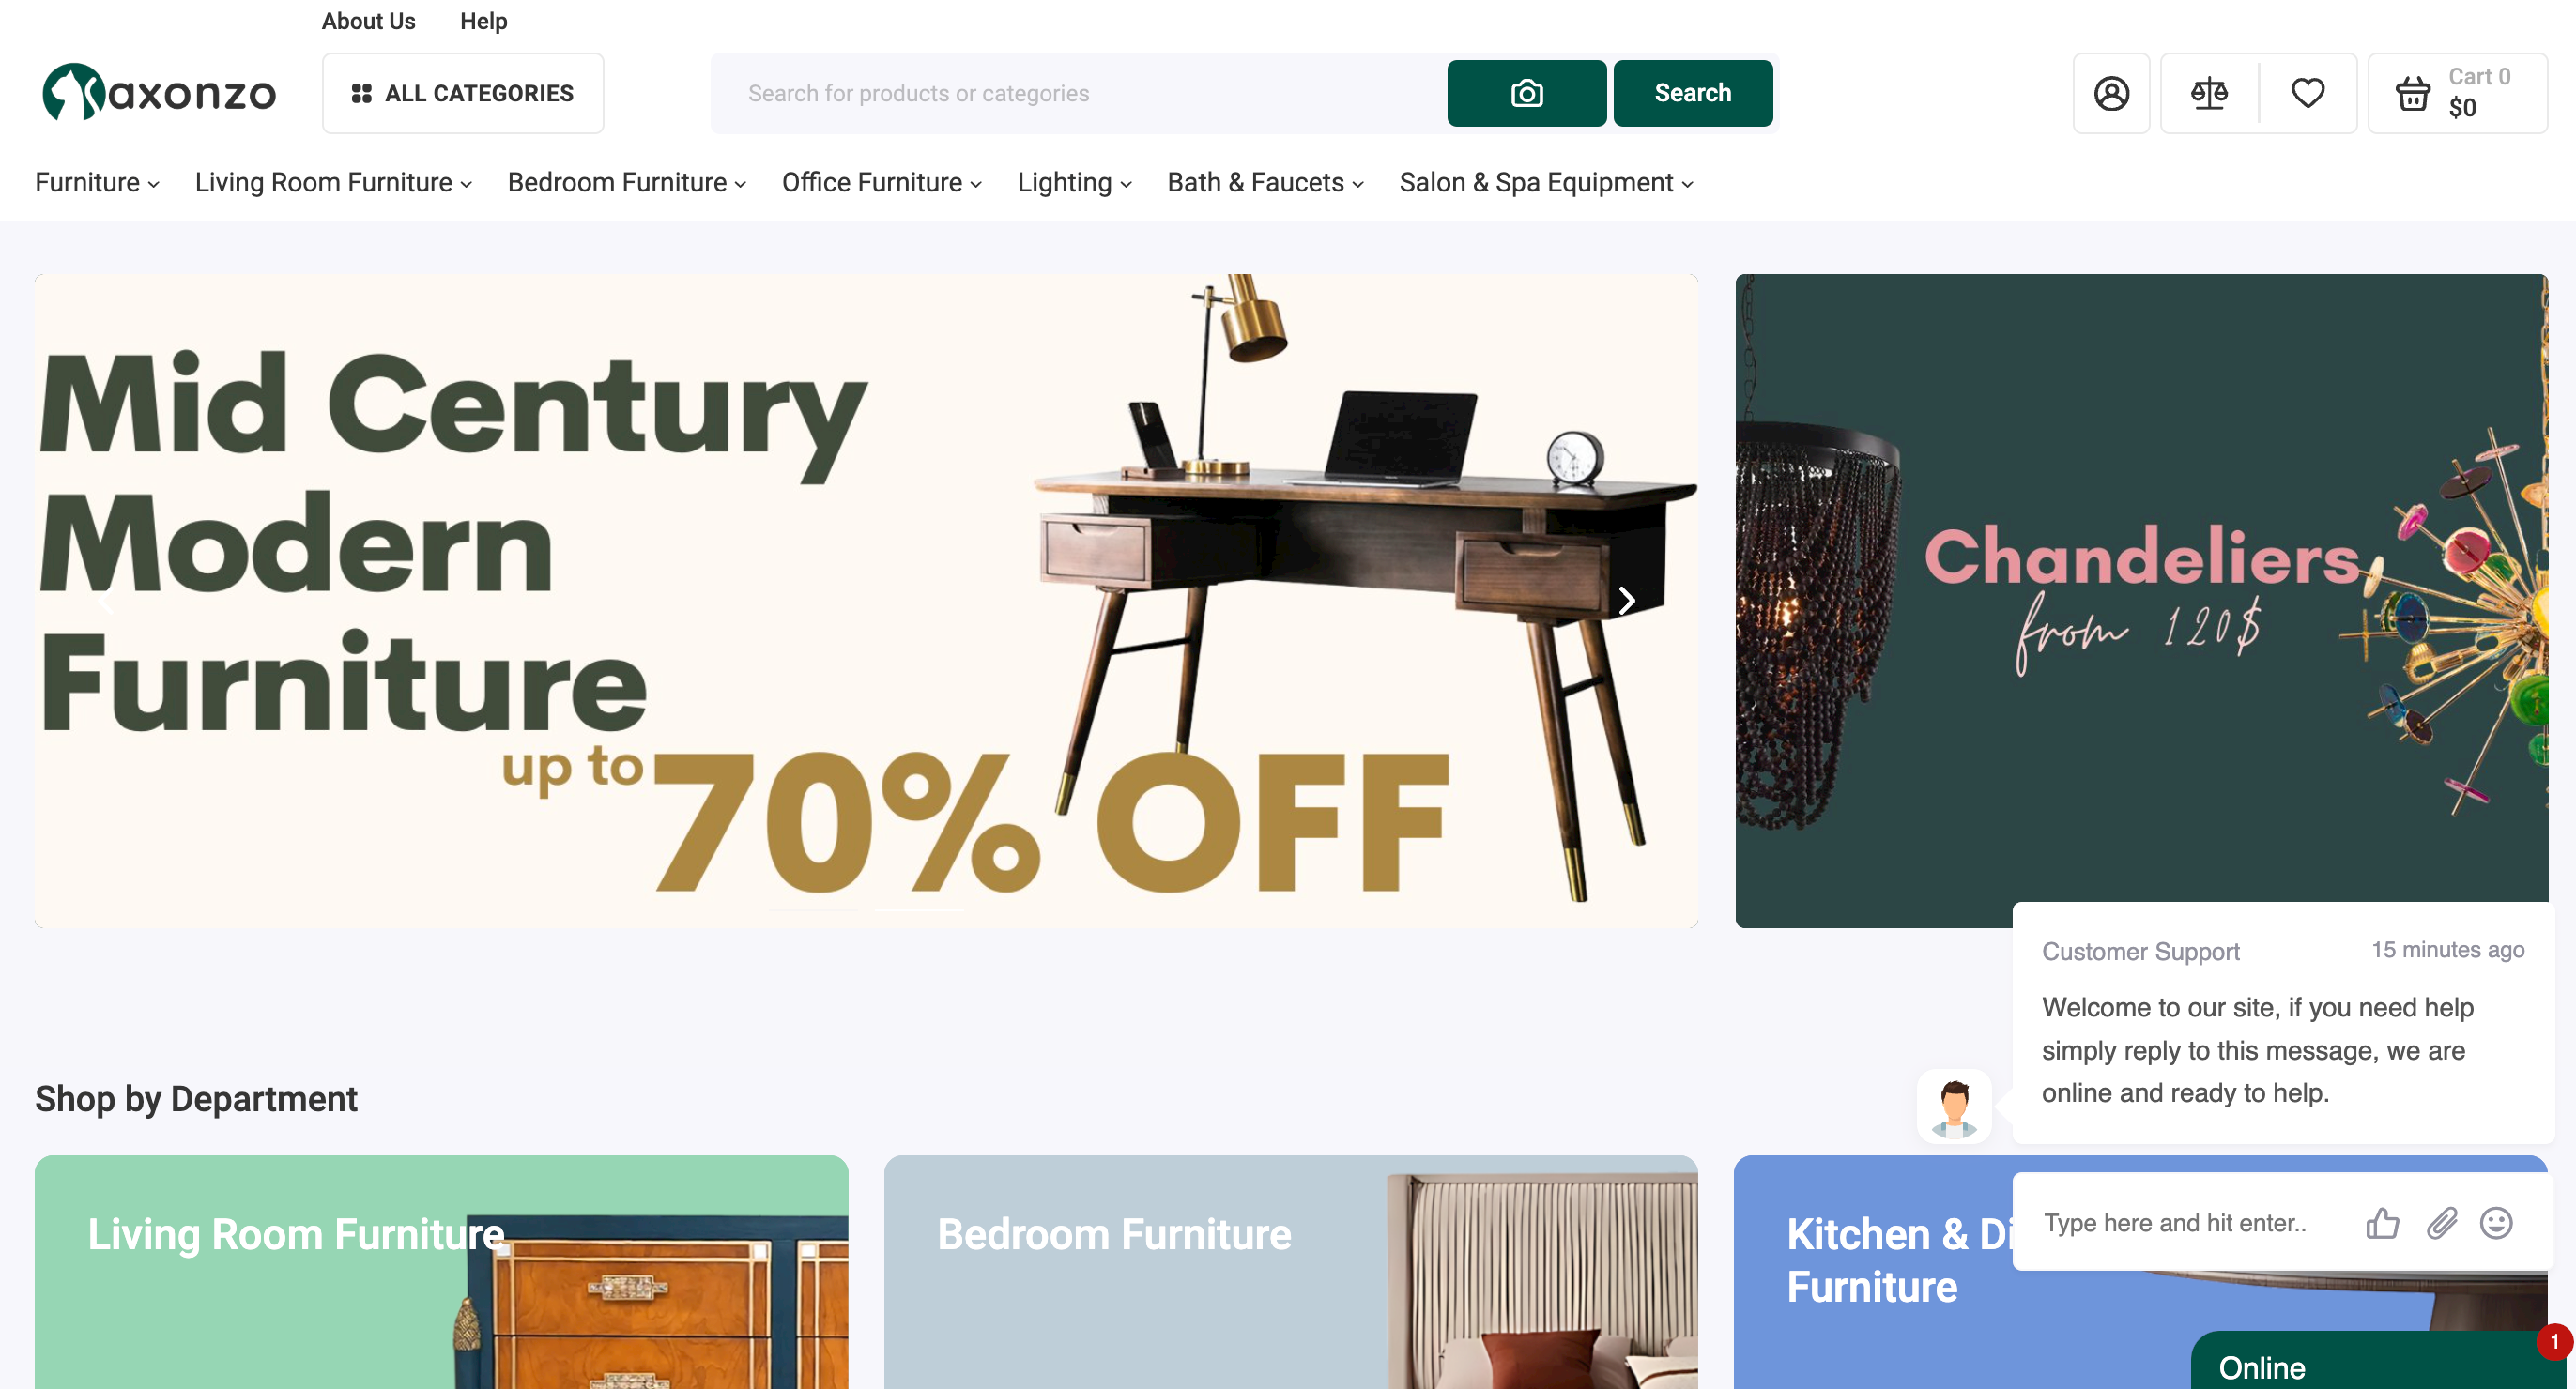 About Us Help
axonzo
ALL CATEGORIES
Search for products or categories
Search
Cart 0
$0
Furniture
Living Room Furniture
Bedroom Furniture
Office Furniture
Lighting
Bath & Faucets
Salon & Spa Equipment
Mid Century
Modern
Furniture
up to 70% OFF
Chandeliers
from 120$
Customer Support 15 minutes ago
Welcome to our site, if you need help
simply reply to this message, we are
online and ready to help.
Type here and hit enter..
Shop by Department
Living Room Furniture
Bedroom Furniture
Kitchen & Di
Furniture
Online
1